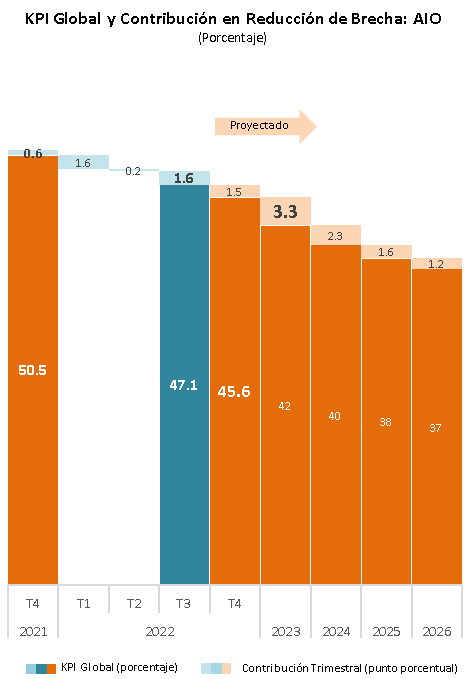 KPI Global y Contribución en Reducción de Brecha: AIO
(Porcentaje)
Proyectado
0.6
1.6
0.2
1.6
1.5
3.3
2.3
1.6
1.2
50.5
47.1
45.6
42
40
38
37
T4 T1 T2 T3 T4
2021 2022 2023 2024 2025 2026
KPI Global (porcentaje) Contribución Trimestral (punto porcentual)